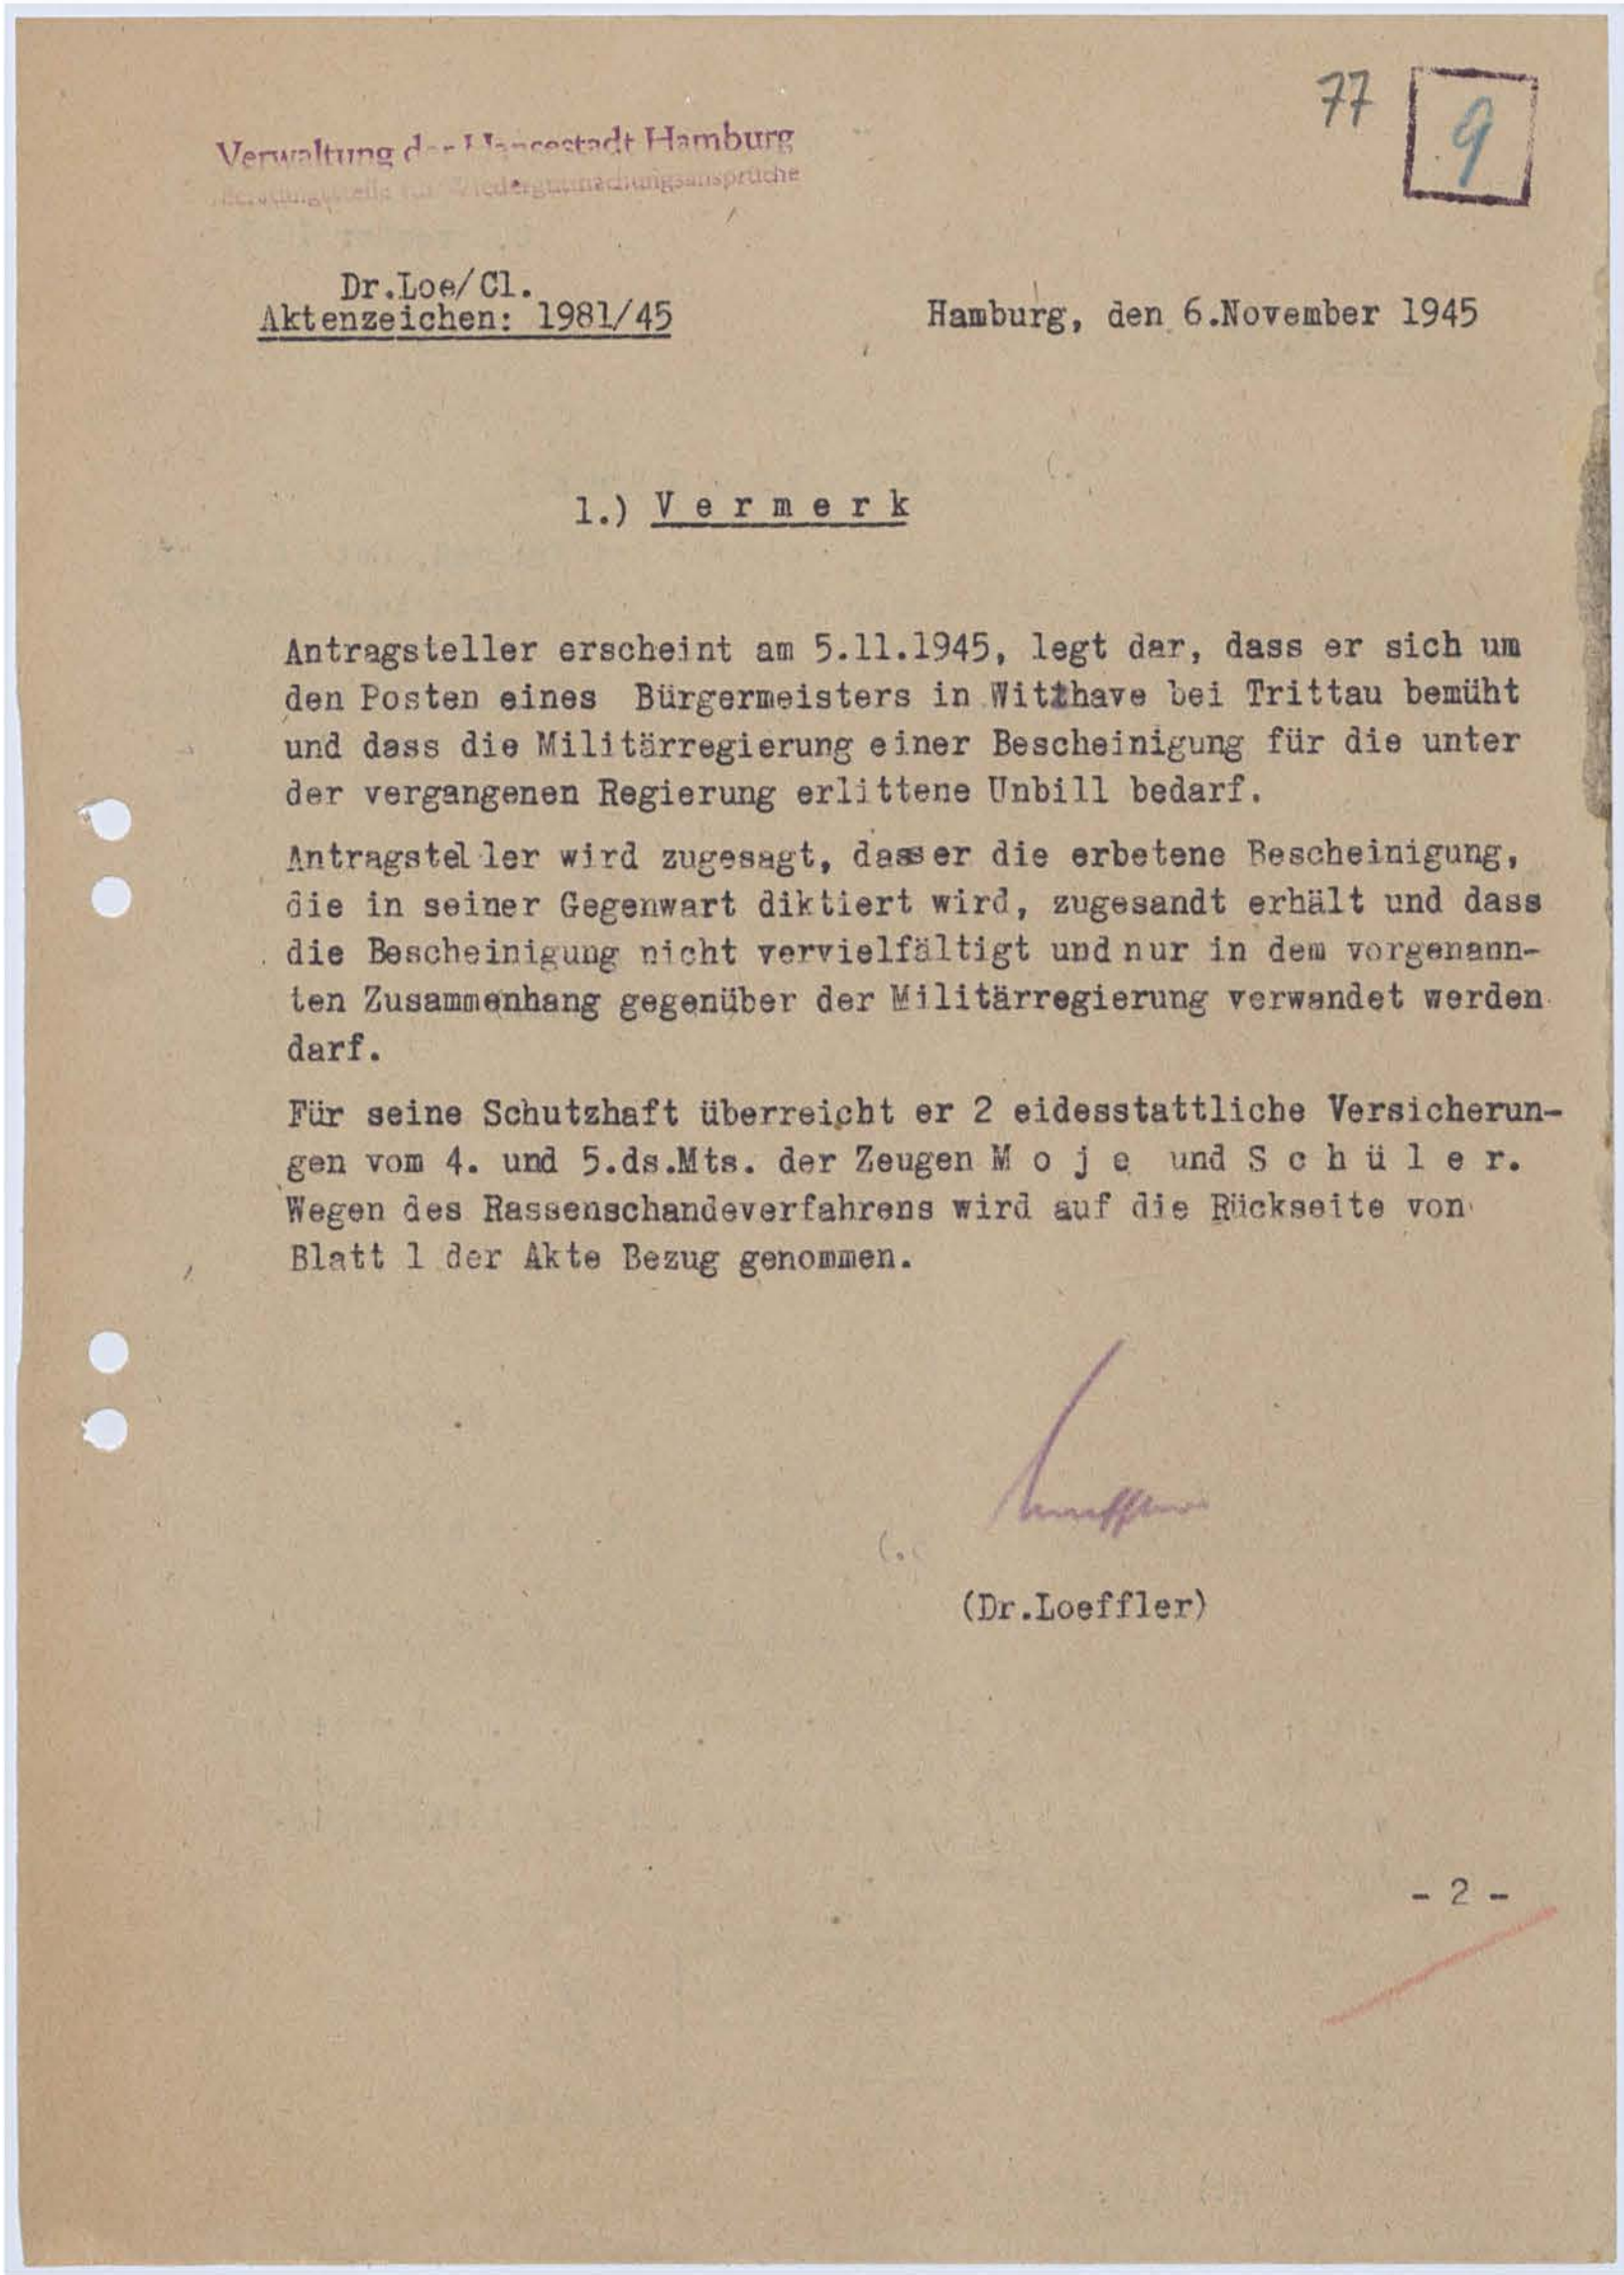 77
9
Verwaltung der Hansestadt Hamburg
Wiedergutmachungsansprüche
Dr.Loe/Cl.
Aktenzeichen: 1981/45
Hamburg, den 6.November 1945
1.) V e r m e r k
Antragsteller erscheint am 5.11.1945, legt dar, dass er sich um
den Posten eines Bürgermeisters in Witthave bei Trittau bemüht
und dass die Militärregierung einer Bescheinigung für die unter
der vergangenen Regierung erlittene Unbill bedarf.
Antragsteller wird zugesagt, dass er die erbetene Bescheinigung,
die in seiner Gegenwart diktiert wird, zugesandt erhält und dass
die Bescheinigung nicht vervielfältigt und nur in dem vorgenann-
ten Zusammenhang gegenüber der Militärregierung verwandet werden
darf.
Für seine Schutzhaft überreicht er 2 eidesstattliche Versicherun-
gen vom 4. und 5.ds.Mts. der Zeugen M o j e und S c h ü l e r.
Wegen des Rassenschandeverfahrens wird auf die Rückseite von
Blatt 1 der Akte Bezug genommen.
(Dr.Loeffler)
- 2 -